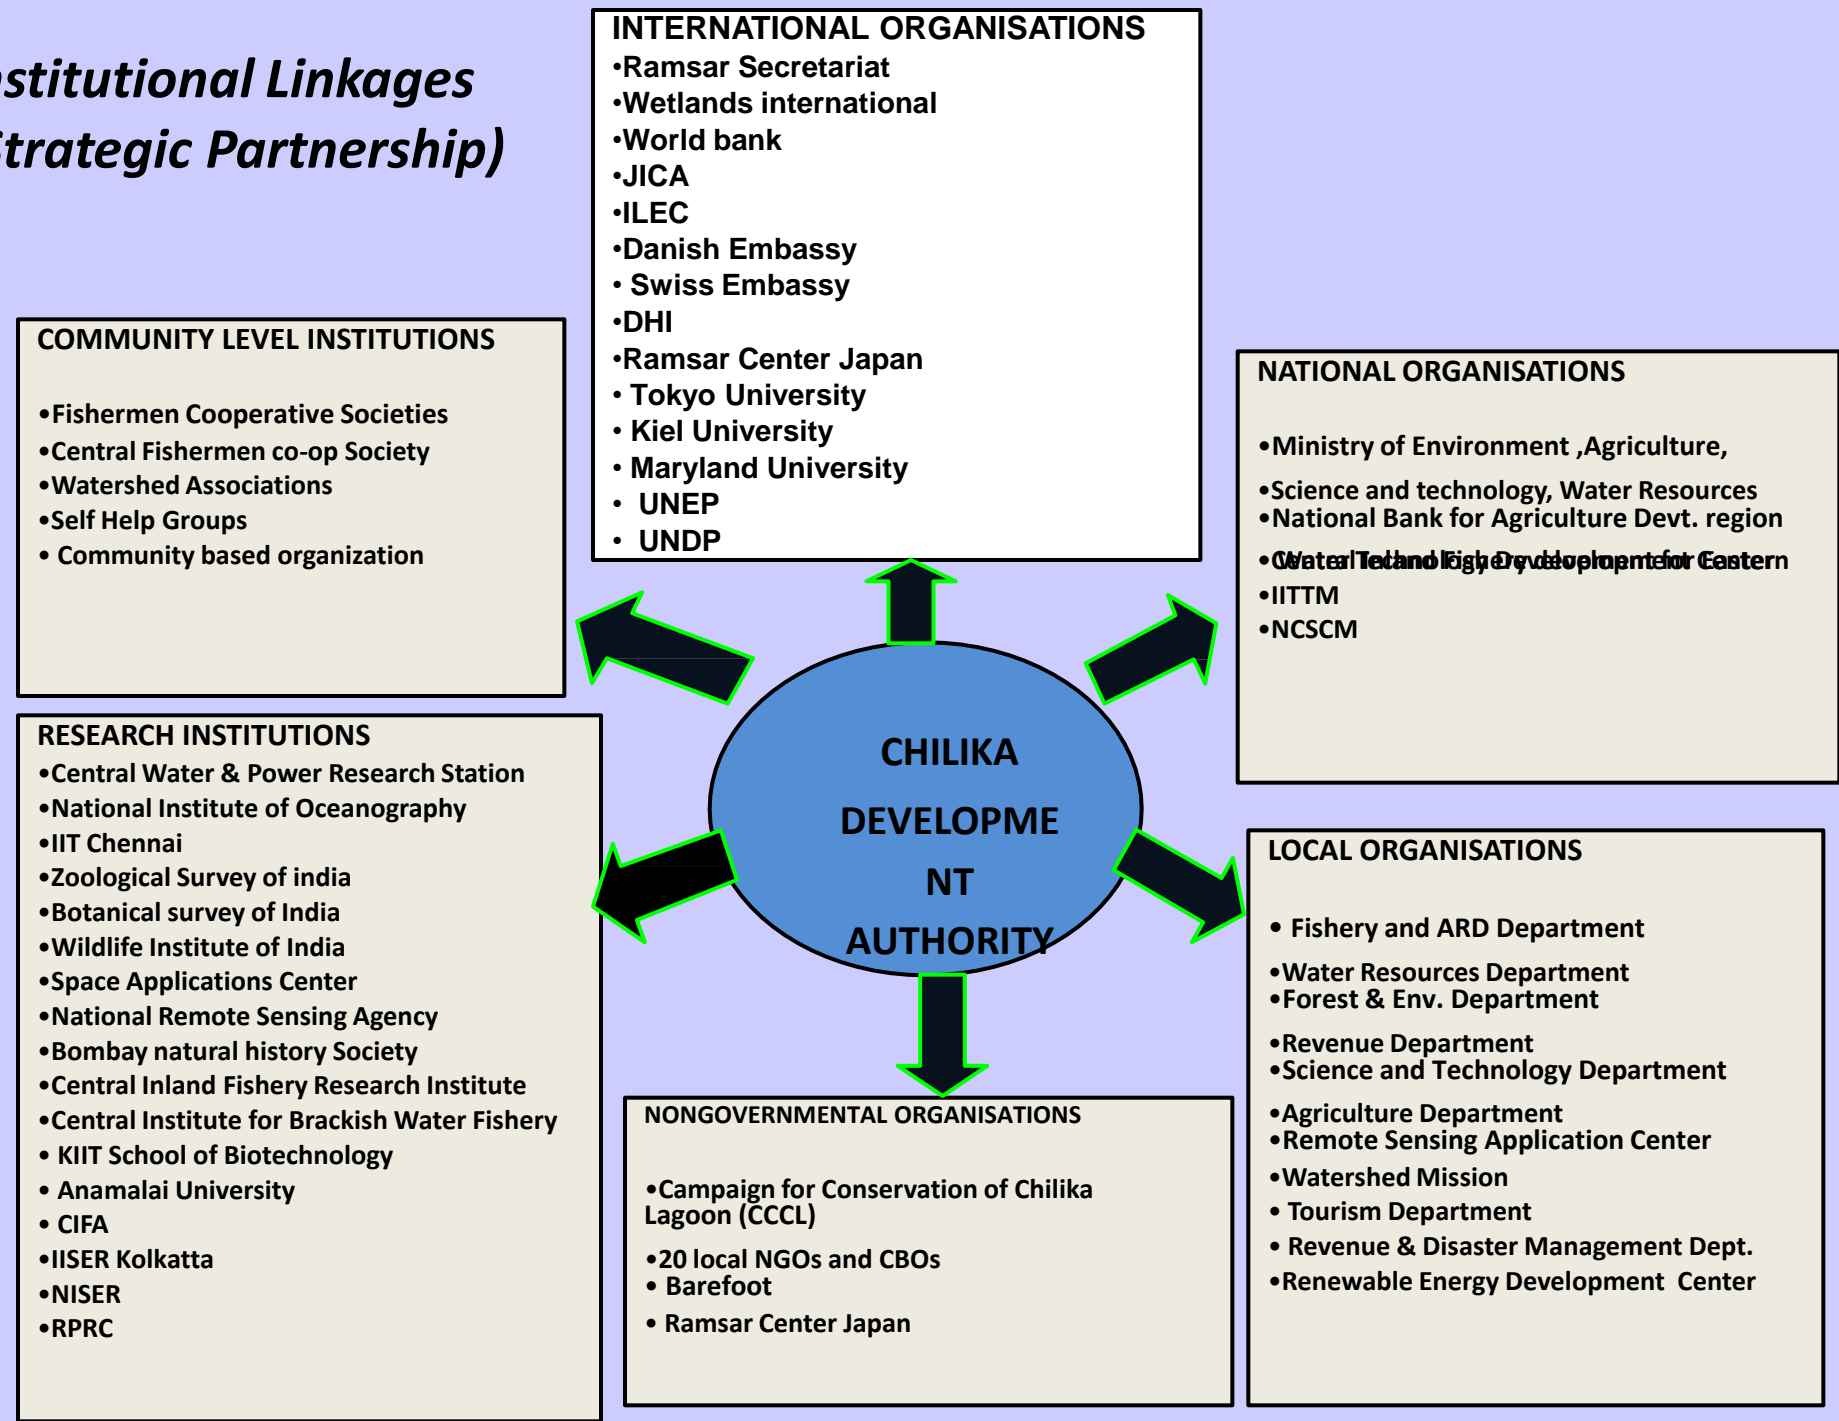 nstitutional Linkages
Strategic Partnership)
INTERNATIONAL ORGANISATIONS
•Ramsar Secretariat
•Wetlands international
•World bank
•JICA
•ILEC
•Danish Embassy
• Swiss Embassy
•DHI
•Ramsar Center Japan
• Tokyo University
• Kiel University
• Maryland University
• UNEP
• UNDP
COMMUNITY LEVEL INSTITUTIONS
•Fishermen Cooperative Societies
•Central Fishermen co-op Society
•Watershed Associations
•Self Help Groups
• Community based organization
NATIONAL ORGANISATIONS
•Ministry of Environment ,Agriculture,
•Science and technology, Water Resources
•National Bank for Agriculture Devt. region
•IITTM
•NCSCM
RESEARCH INSTITUTIONS
•Central Water & Power Research Station
•National Institute of Oceanography
•IIT Chennai
•Zoological Survey of india
•Botanical survey of India
•Wildlife Institute of India
•Space Applications Center
•National Remote Sensing Agency
•Bombay natural history Society
•Central Inland Fishery Research Institute
•Central Institute for Brackish Water Fishery
• KIIT School of Biotechnology
• Anamalai University
• CIFA
•IISER Kolkatta
•NISER
•RPRC
CHILIKA
DEVELOPME
NT
AUTHORITY
LOCAL ORGANISATIONS
• Fishery and ARD Department
•Water Resources Department
•Forest & Env. Department
•Revenue Department
•Science and Technology Department
•Agriculture Department
•Remote Sensing Application Center
•Watershed Mission
• Tourism Department
• Revenue & Disaster Management Dept.
•Renewable Energy Development  Center
NONGOVERNMENTAL ORGANISATIONS
•Campaign for Conservation of Chilika
Lagoon (CCCL)
•20 local NGOs and CBOs
• Barefoot
• Ramsar Center Japan